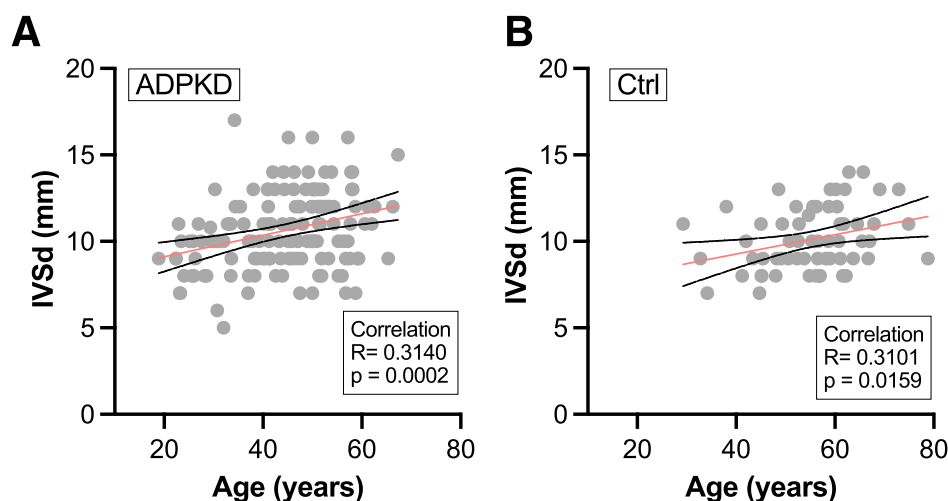 A
ADPKD
IVSd (mm)
20
15
10
5
0
Correlation
R= 0.3140
p = 0.0002
20 40 60 80
Age (years)
B
Ctrl
IVSd (mm)
20
15
10
5
0
Correlation
R= 0.3101
p = 0.0159
20 40 60 80
Age (years)